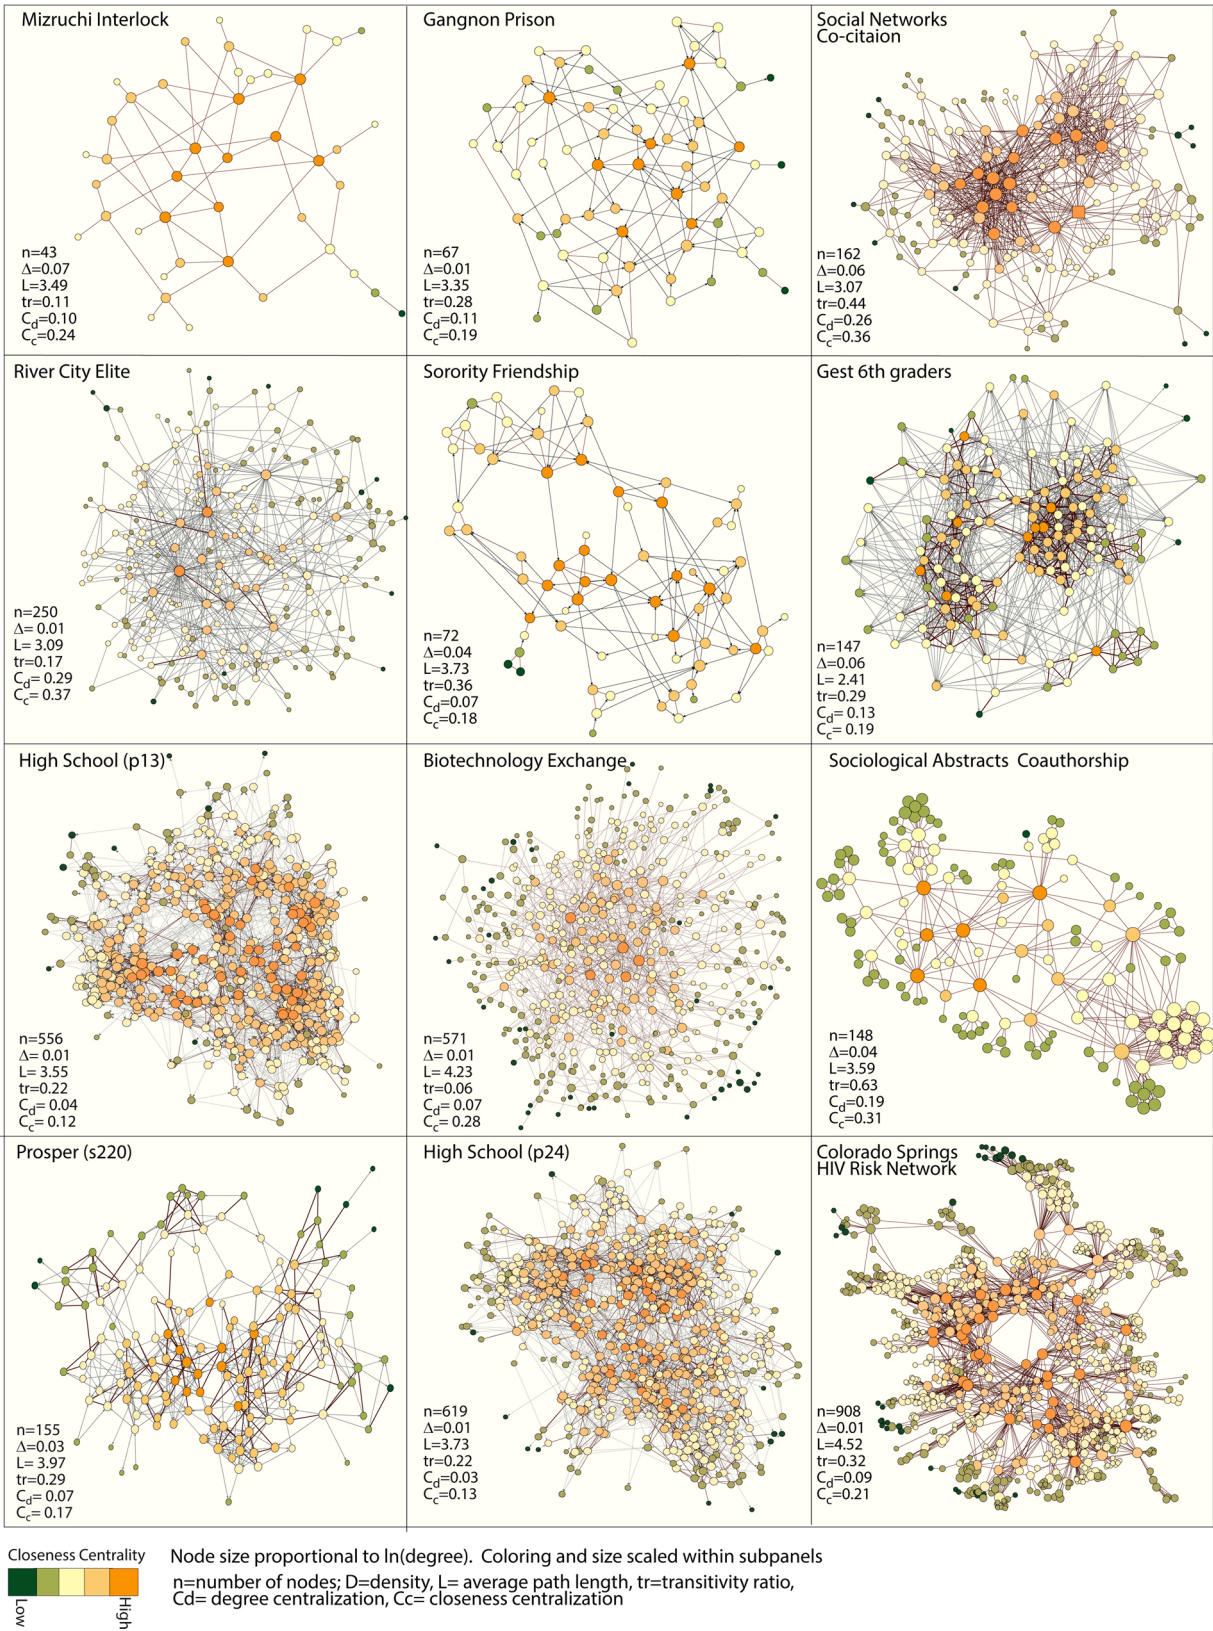 Mizruchi Interlock
n=43
Δ=0.07
L=3.49
tr=0.11
Cd=0.10
Cc=0.24
Gangnon Prison
n=67
Δ=0.01
L=3.35
tr=0.28
Cd=0.11
Cc=0.19
Social Networks
Co-citaion
n=162
Δ=0.06
L=3.07
tr=0.44
Cd=0.26
Cc=0.36
River City Elite
n=250
Δ= 0.01
L= 3.09
tr=0.17
Cd= 0.29
Cc= 0.37
Sorority Friendship
n=72
Δ=0.04
L=3.73
tr=0.36
Cd=0.07
Cc=0.18
Gest 6th graders
n=147
Δ=0.06
L= 2.41
tr=0.29
Cd= 0.13
Cc= 0.19
High School (p13)
n=556
Δ= 0.01
L= 3.55
tr=0.22
Cd= 0.04
Cc= 0.12
Biotechnology Exchange
n=571
Δ= 0.01
L= 4.23
tr=0.06
Cd= 0.07
Cc= 0.28
Sociological Abstracts Coauthorship
n=148
Δ=0.04
L=3.59
tr=0.63
Cd=0.19
Cc=0.31
Prosper (s220)
n=155
Δ=0.03
L= 3.97
tr=0.29
Cd= 0.07
Cc= 0.17
High School (p24)
n=619
Δ=0.01
L=3.73
tr=0.22
Cd=0.03
Cc=0.13
Colorado Springs
HIV Risk Network
n=908
Δ=0.01
L=4.52
tr=0.32
Cd=0.09
Cc=0.21
Closeness Centrality
Low
High
Node size proportional to ln(degree). Coloring and size scaled within subpanels
n=number of nodes; D=density, L= average path length, tr=transitivity ratio,
Cd= degree centralization, Cc= closeness centralization